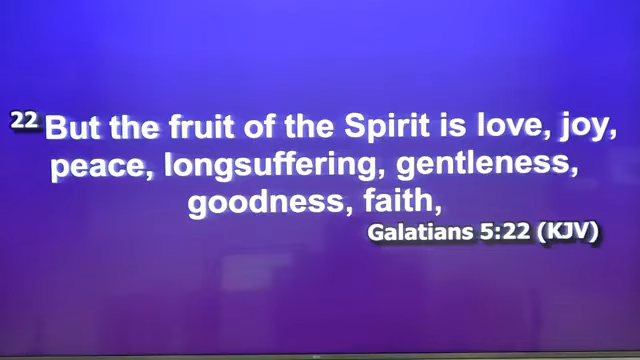 22 But the fruit of the Spirit is love, joy,
peace, longsuffering, gentleness,
goodness, faith,
Galatians 5:22 (KJV)